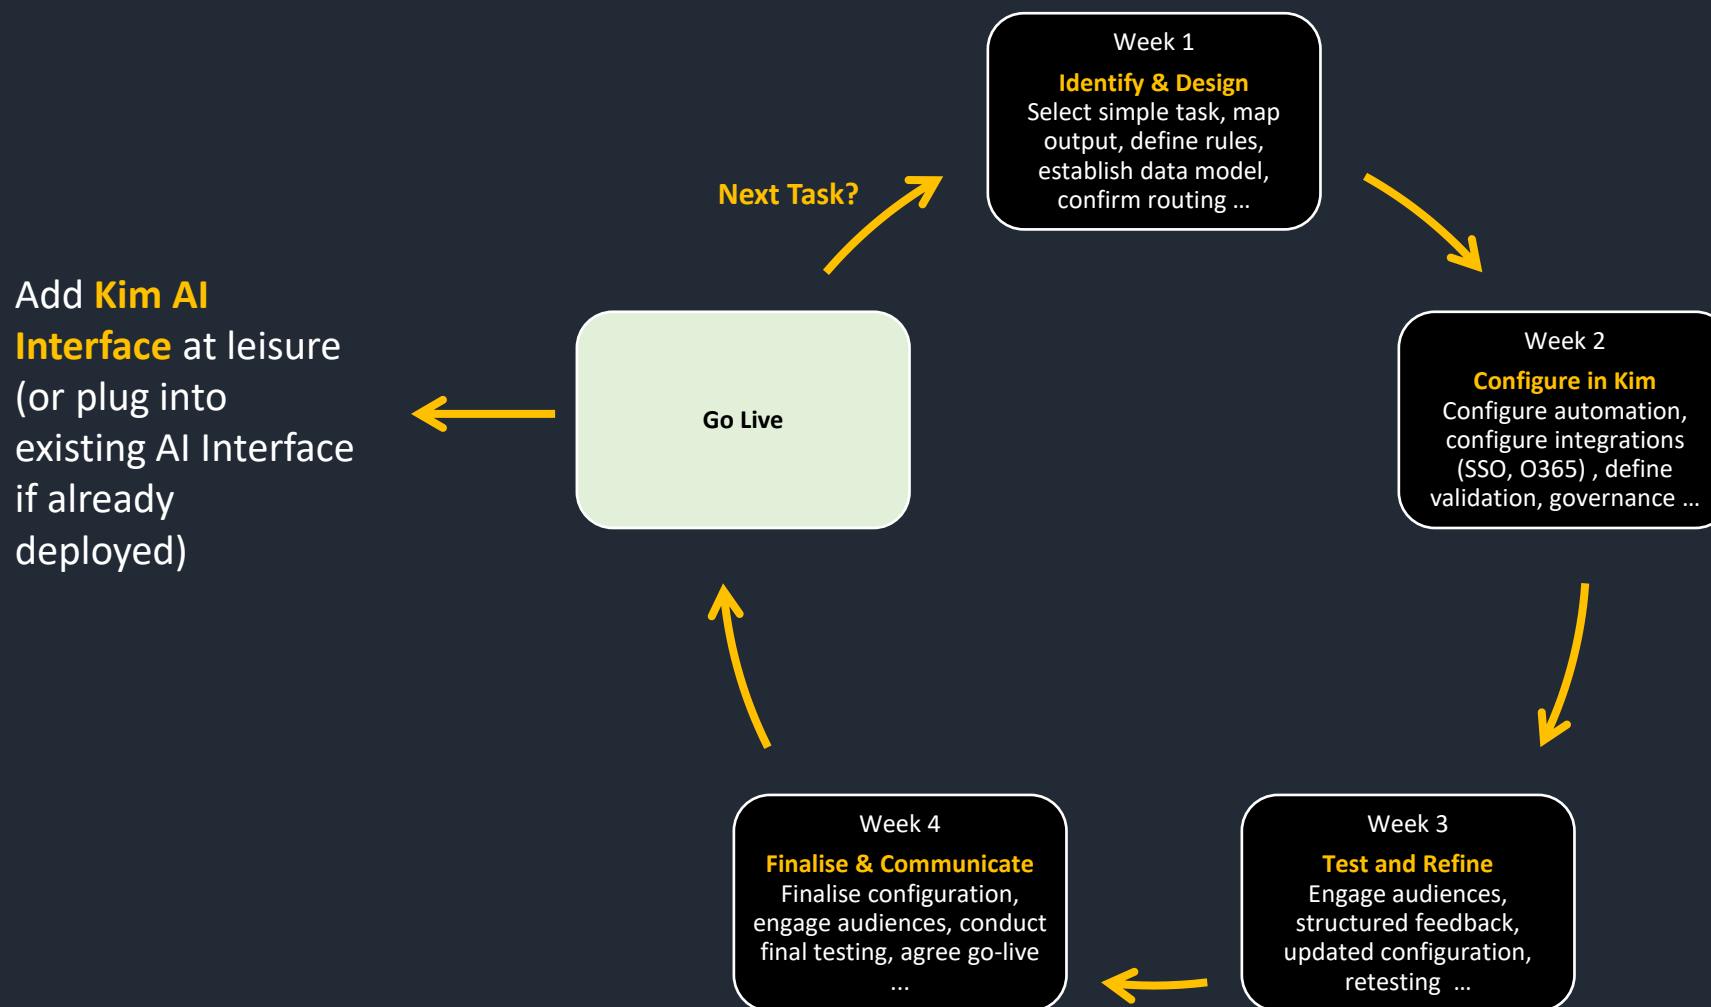 Week 1
Identify & Design
Select simple task, map
output, define rules,
establish data model,
confirm routing ...
Next Task?
Add Kim AI
Interface at leisure
(or plug into
existing AI Interface
if already
deployed)
Go Live
Week 2
Configure in Kim
Configure automation,
configure integrations
(SSO, O365) , define
validation, governance ...
Week 4
Finalise & Communicate
Finalise configuration,
engage audiences, conduct
final testing, agree go-live
...
Week 3
Test and Refine
Engage audiences,
structured feedback,
updated configuration,
retesting ...